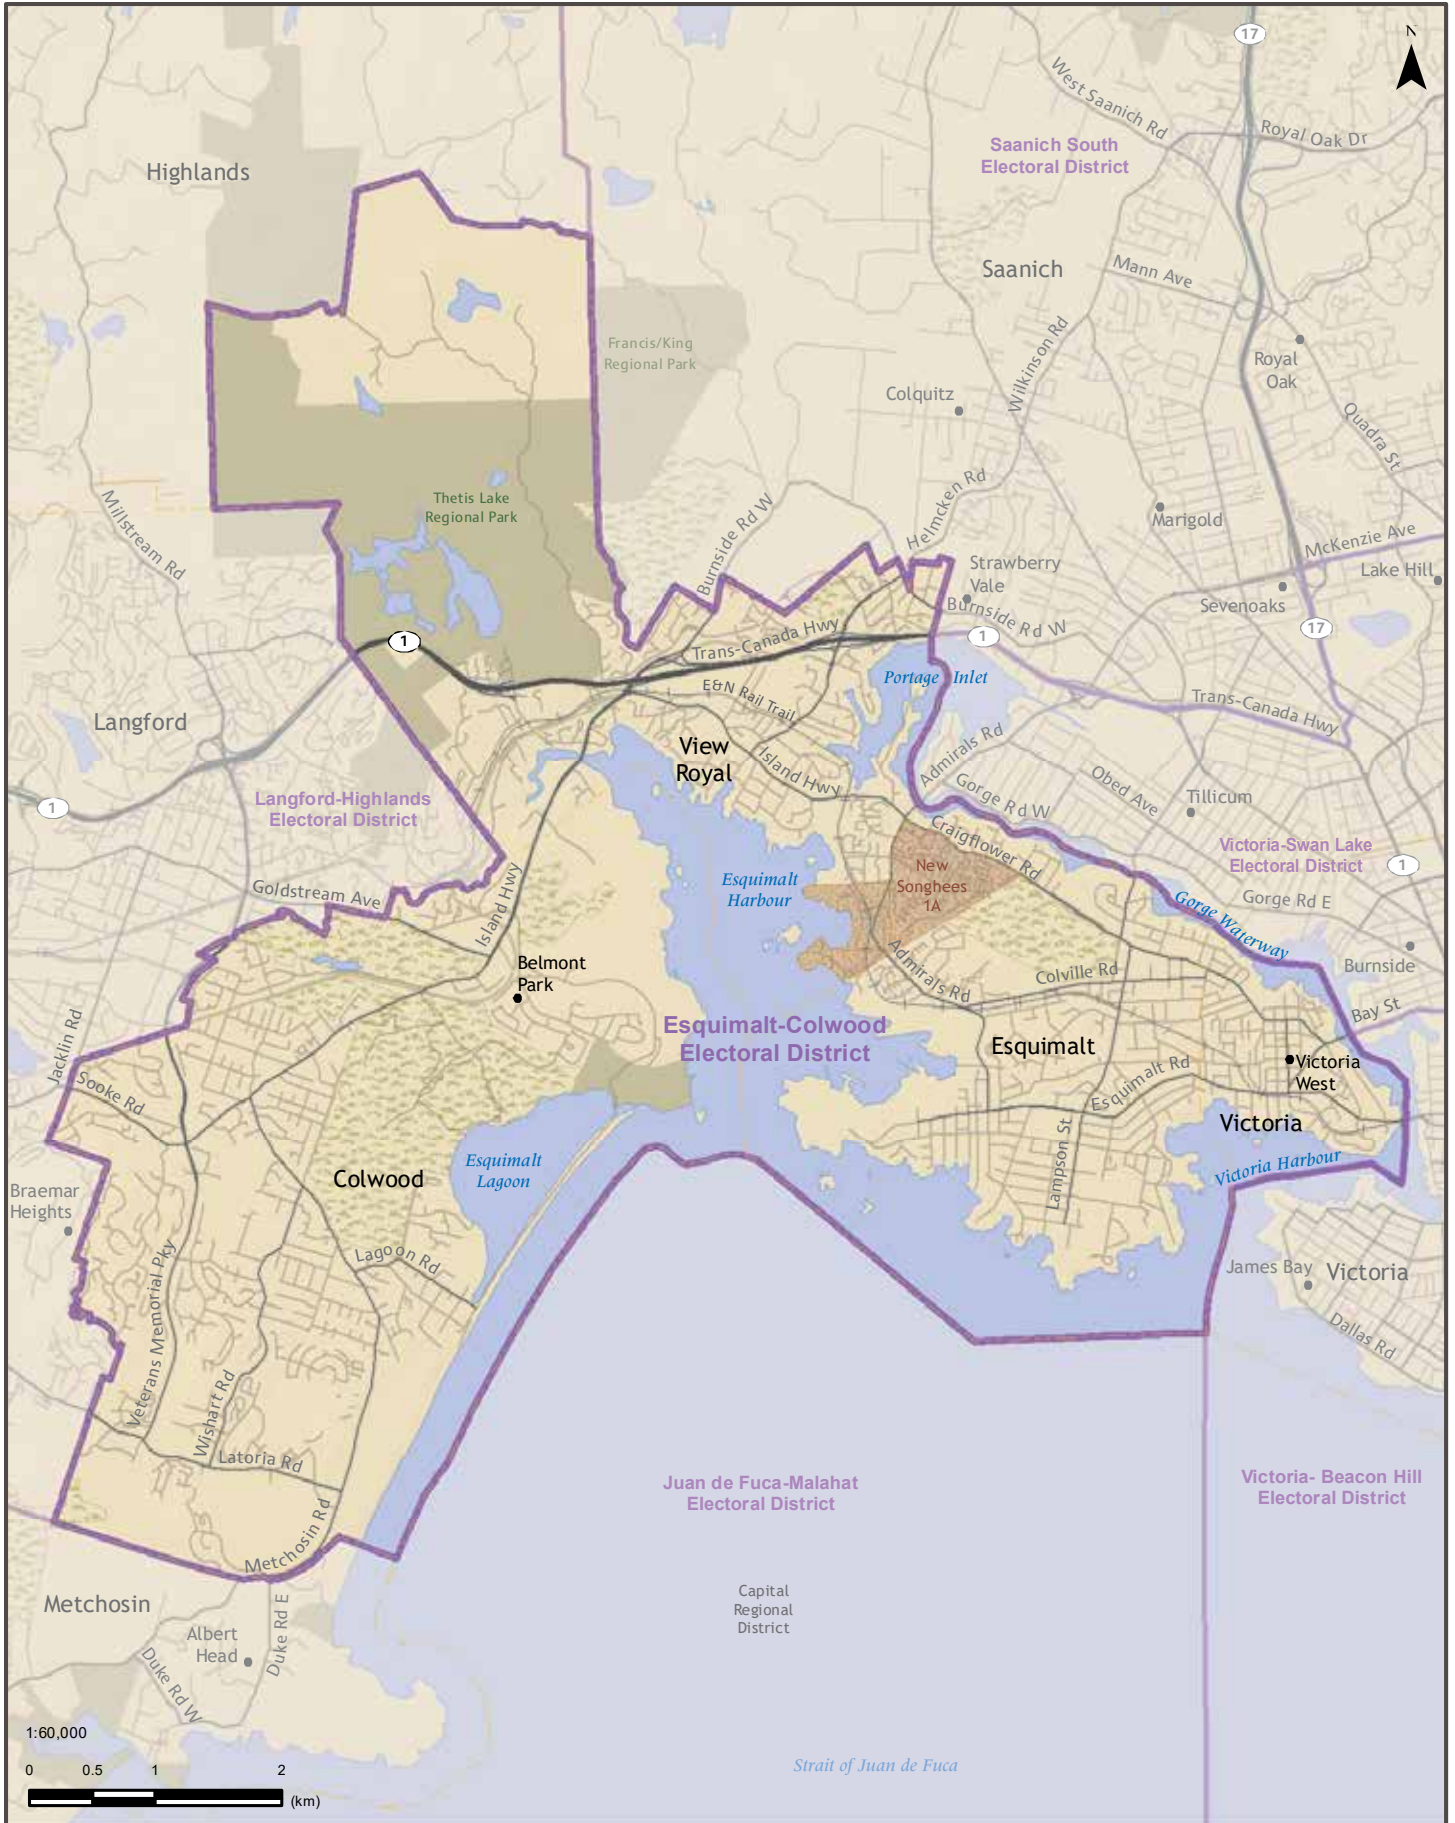 17
N
West Saanich Rd
Royal Oak Dr
Saanich South
Electoral District
Highlands
Saanich
Mann Ave
Francis/King
Regional Park
Wilkinson Rd
Royal
Oak
Colquitz
Quadra St
Thetis Lake
Regional Park
Millstream Rd
Burnside Rd W
Helmcken Rd
Marigold
McKenzie Ave
Lake Hill
Strawberry
Vale
Sevenoaks
Burnside Rd W
17
1
Trans-Canada Hwy
1
Portage Inlet
E&N Rail Trail
Trans-Canada Hwy
Langford
View
Royal
Island Hwy
Admirals Rd
Gorge Rd W
Obed Ave
Tillicum
1
Langford-Highlands
Electoral District
Craigflower Rd
Victoria-Swan Lake
Electoral District
1
New
Songhees
1A
Esquimalt
Harbour
Goldstream Ave
Island Hwy
Gorge Rd E
Gorge Waterway
Burnside
Belmont
Park
Admirals Rd
Colville Rd
Bay St
Jacklin Rd
Esquimalt-Colwood
Electoral District
Esquimalt
Victoria
West
Sooke Rd
Esquimalt Rd
Victoria
Lampson St
Esquimalt
Lagoon
Colwood
Victoria Harbour
Braemar
Heights
Lagoon Rd
James Bay
Victoria
Veterans Memorial Pky
Dallas Rd
Wishart Rd
Latoria Rd
Juan de Fuca-Malahat
Electoral District
Victoria- Beacon Hill
Electoral District
Metchosin Rd
Metchosin
Capital
Regional
District
Albert
Head
Duke Rd E
Duke Rd W
1:60,000
Strait of Juan de Fuca
0 0.5 1 2
(km)